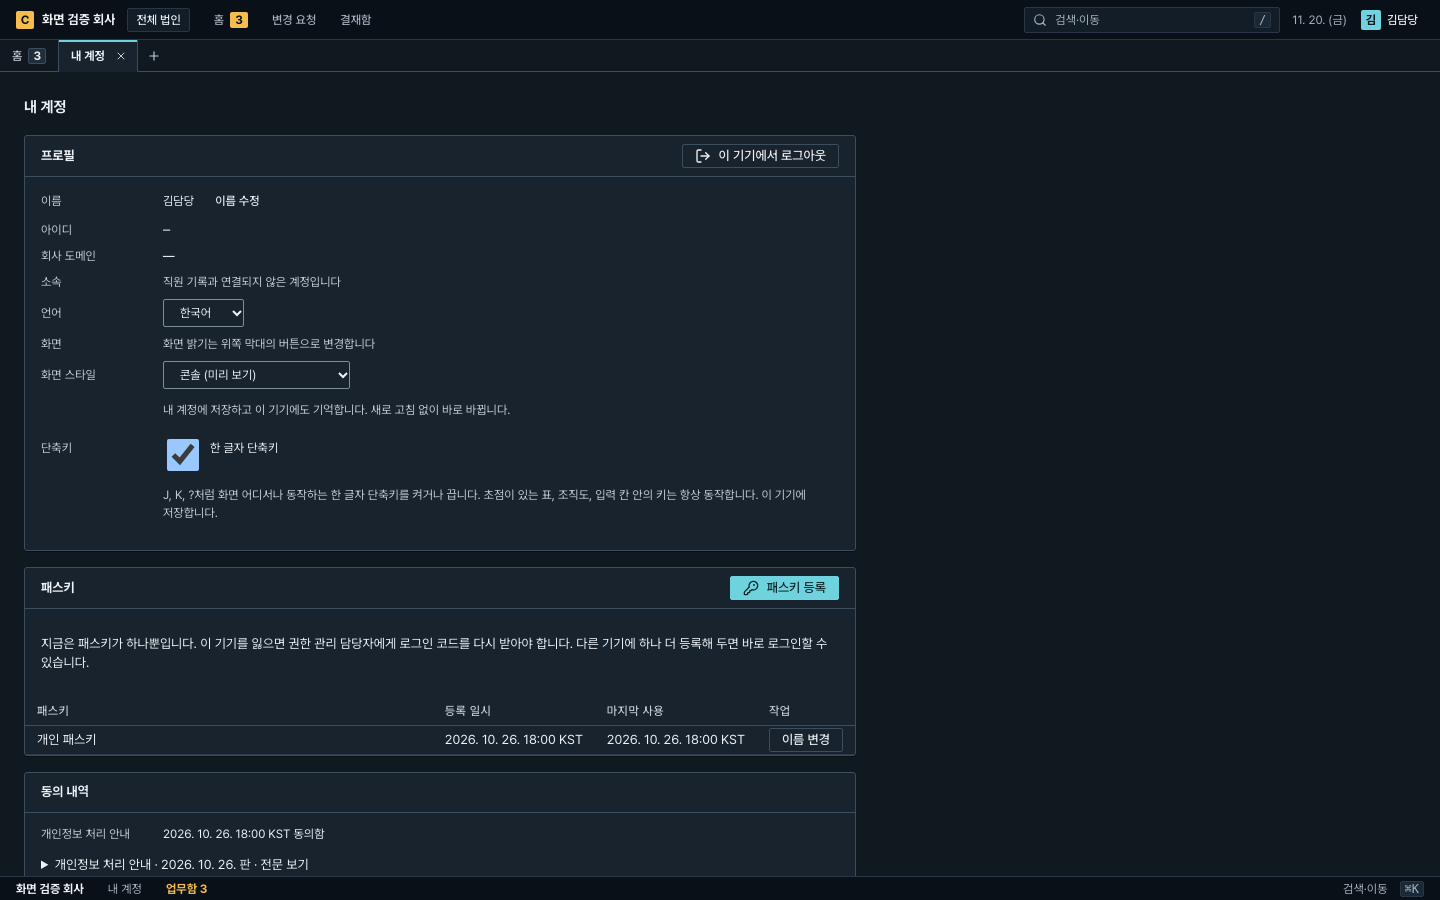 C 화면 검증 회사 전체 법인 홈 3 변경 요청 결재함 검색·이동 / 11. 20. (금) 김 김담당
홈 3 내 계정 × +
내 계정
프로필 이 기기에서 로그아웃
이름 김담당 이름 수정
아이디 –
회사 도메인 —
소속 직원 기록과 연결되지 않은 계정입니다
언어 한국어
화면 화면 밝기는 위쪽 막대의 버튼으로 변경합니다
화면 스타일 콘솔 (미리 보기)
내 계정에 저장하고 이 기기에도 기억합니다. 새로 고침 없이 바로 바뀝니다.
단축키 한 글자 단축키
J, K, ?처럼 화면 어디서나 동작하는 한 글자 단축키를 켜거나 끕니다. 초점이 있는 표, 조직도, 입력 칸 안의 키는 항상 동작합니다. 이 기기에
저장합니다.
패스키 패스키 등록
지금은 패스키가 하나뿐입니다. 이 기기를 잃으면 권한 관리 담당자에게 로그인 코드를 다시 받아야 합니다. 다른 기기에 하나 더 등록해 두면 바로 로그인할 수
있습니다.
패스키 등록 일시 마지막 사용 작업
개인 패스키 2026. 10. 26. 18:00 KST 2026. 10. 26. 18:00 KST 이름 변경
동의 내역
개인정보 처리 안내 2026. 10. 26. 18:00 KST 동의함
▶ 개인정보 처리 안내 · 2026. 10. 26. 판 · 전문 보기
화면 검증 회사 내 계정 업무함 3 검색·이동 ⌘K